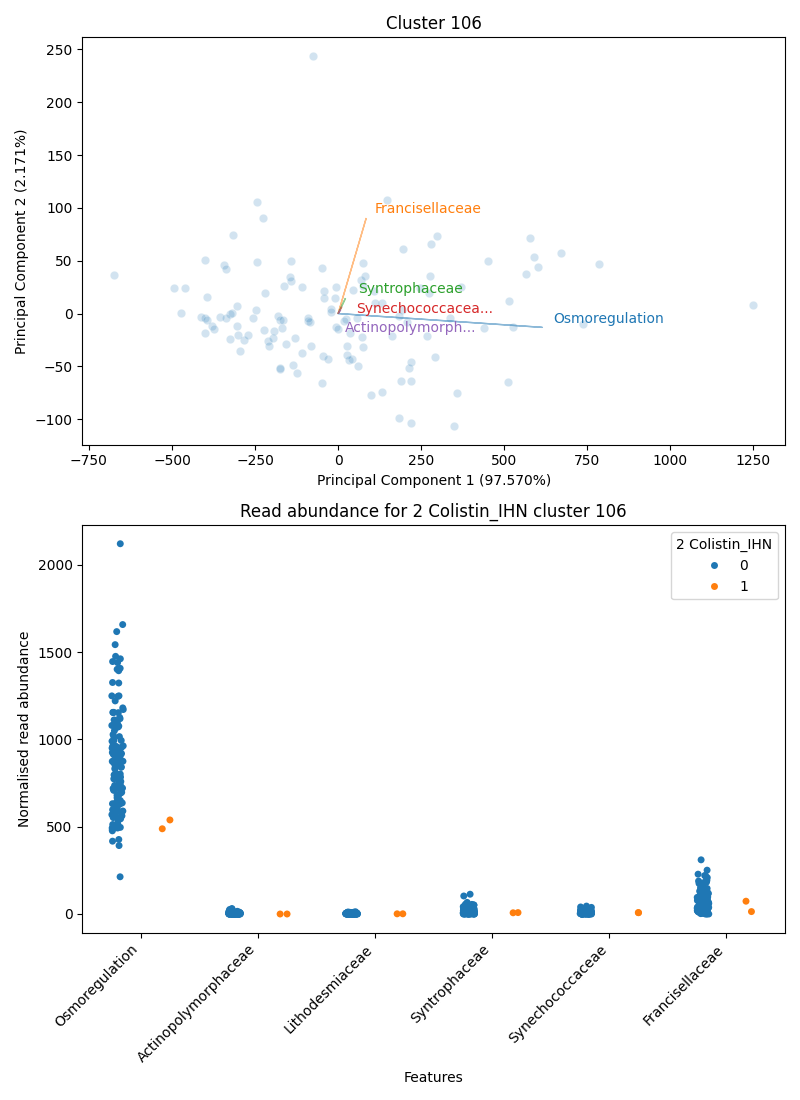 Cluster 106
Principal Component 2 (2.171%)
250
200
150
100
50
0
−50
−100
Francisellaceae
Syntrophaceae
Synechococcacea...
Actinopolymorph...
Osmoregulation
−750 −500 −250 0 250 500 750 1000 1250
Principal Component 1 (97.570%)
Read abundance for 2 Colistin_IHN cluster 106
Normalised read abundance
2000
1500
1000
500
0
2 Colistin_IHN
0
1
Osmoregulation
Actinopolymorphaceae
Lithodesmiaceae
Syntrophaceae
Synechococcaceae
Francisellaceae
Features